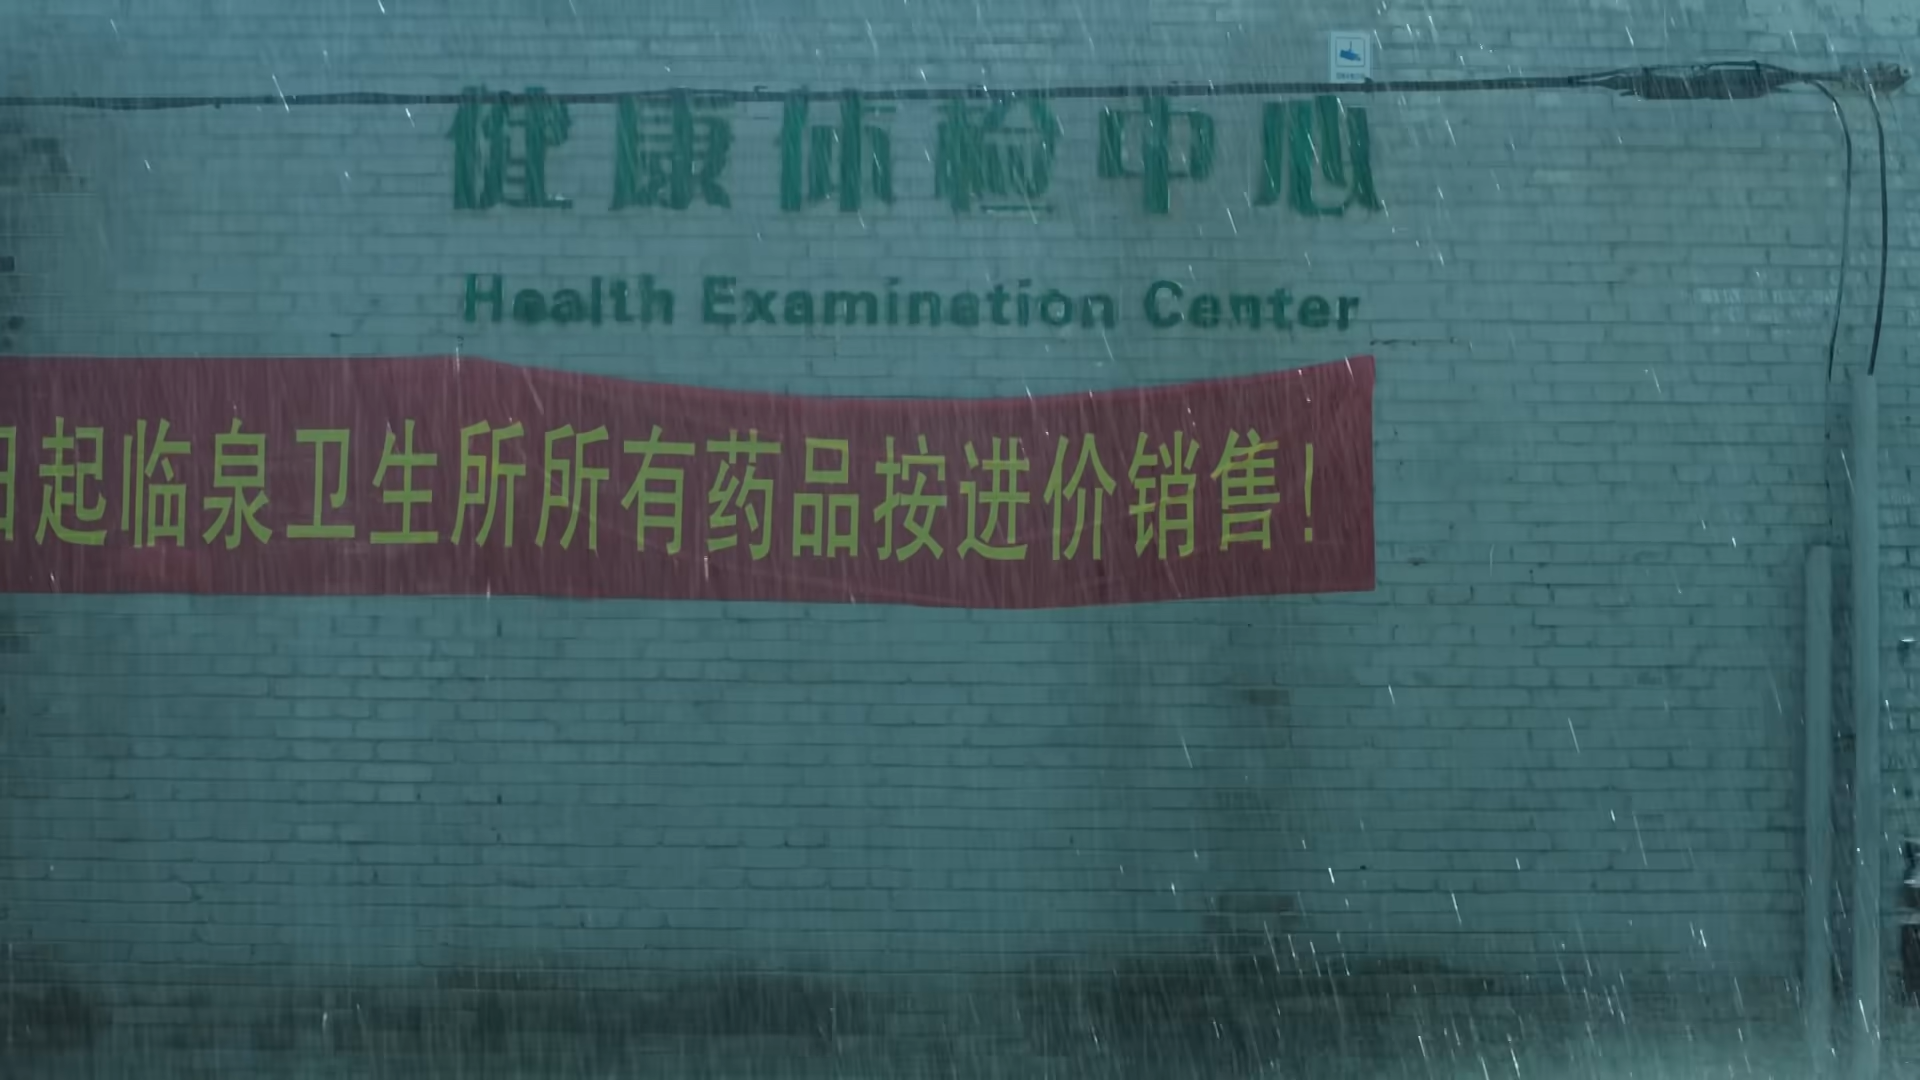 健康体检中心
Health Examination Center
日起临泉卫生所所有药品按进价销售!